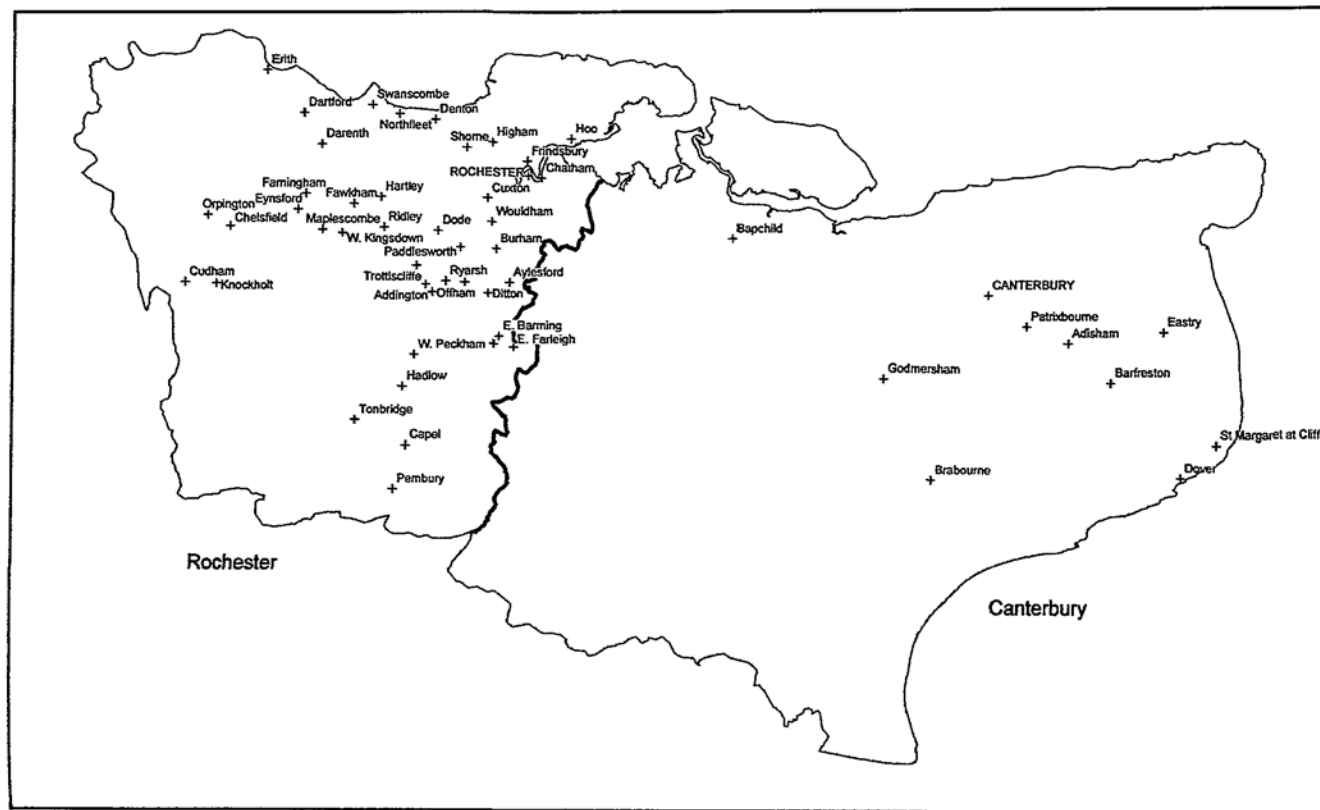 Erith
Swanscombe
Dartford
Denton
Northfleet
Darenth
Shorne
Higham
Hoo
Frindsbury
ROCHESTER
Chatham
Farningham
Fawkham
Hartley
Cuxton
Orpington
Eynsford
Chelsfield
Maplescombe
Ridley
Dode
Wouldham
W. Kingsdown
Bapchild
Paddlesworth
Burham
Cudham
Knockholt
Trottiscliffe
Ryarsh
Aylesford
Addington
Offham
Ditton
CANTERBURY
Patrixbourne
Eastry
Adisham
E. Barming
E. Farleigh
W. Peckham
Godmersham
Barfreston
Hadlow
Tonbridge
Capel
St Margaret at Cliff
Pembury
Brabourne
Dover
Rochester
Canterbury